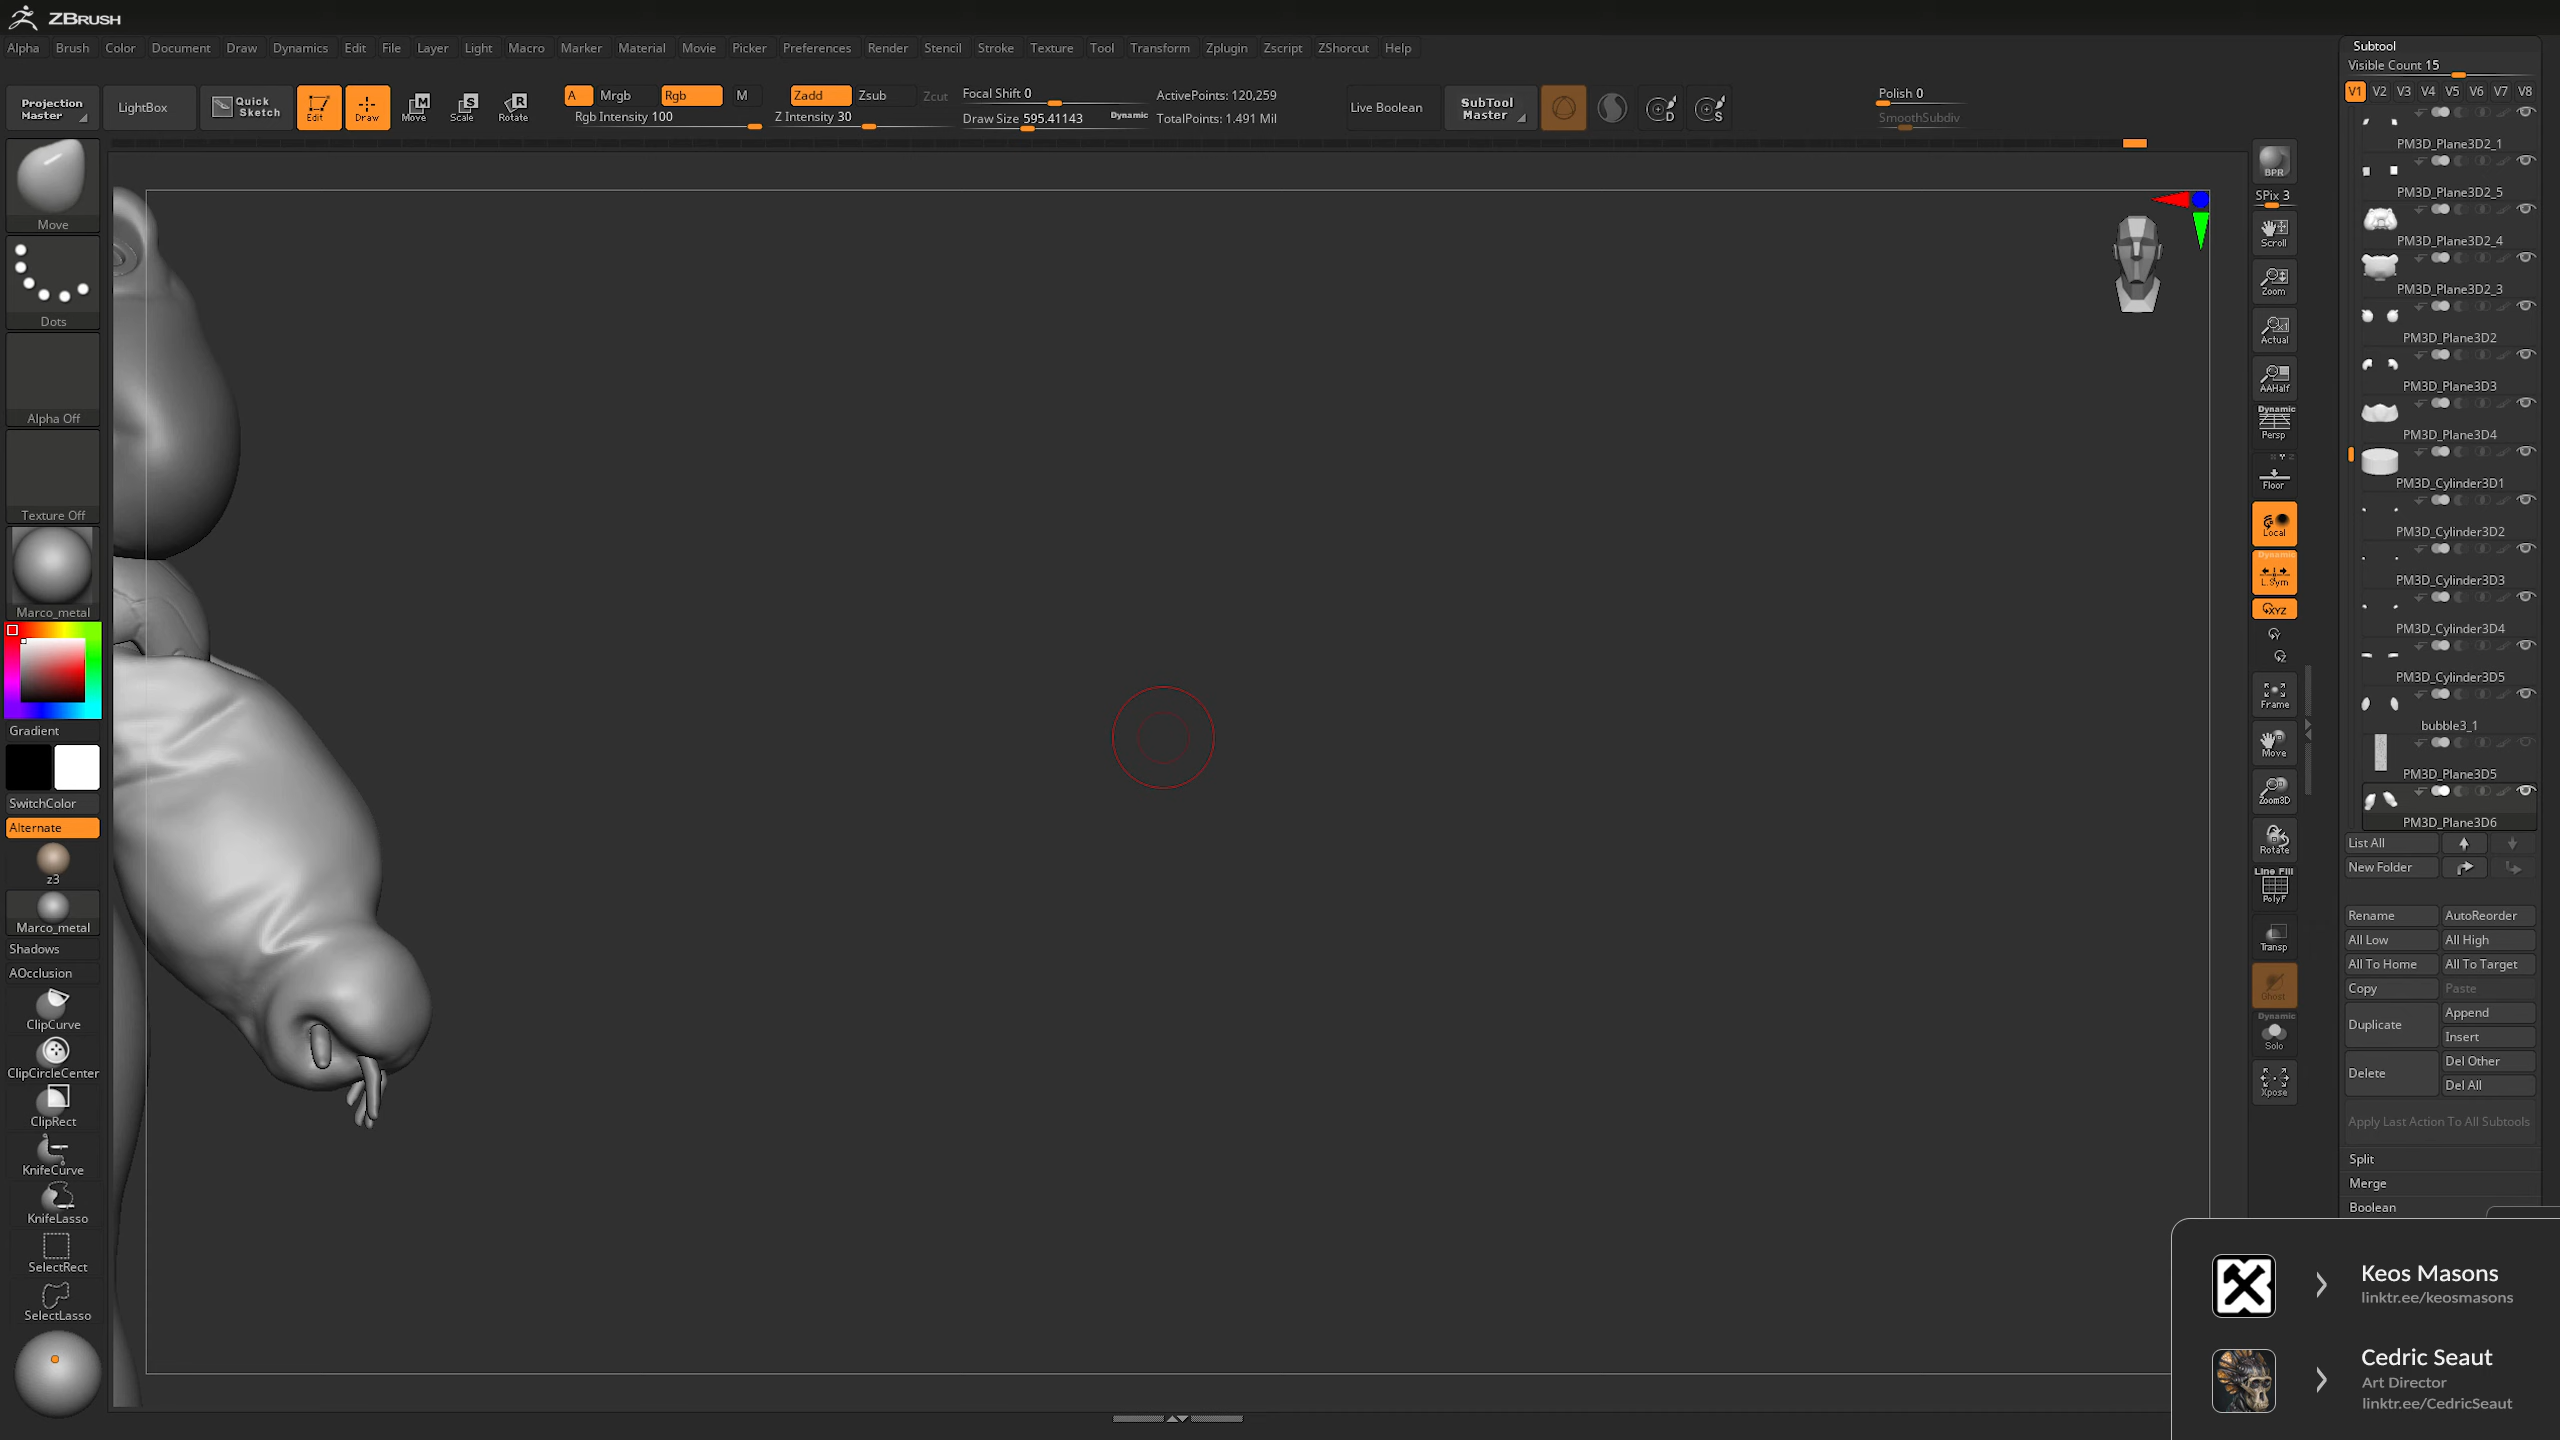 ZBRUSH
Alpha Brush Color Document Draw Dynamics Edit File Layer Light Macro Marker Material Movie Picker Preferences Render Stencil Stroke Texture Tool Transform Zplugin Zscript ZShorcut Help
Projection Master
LightBox
Quick Sketch
Edit
Draw
Move
Scale
Rotate
A Mrgb Rgb M
Rgb Intensity 100
Zadd Zsub Zcut
Z Intensity 30
Focal Shift 0
Draw Size 595.41143 Dynamic
ActivePoints: 120,259
TotalPoints: 1.491 Mil
Live Boolean
SubTool Master
D
S
Polish 0
SmoothSubdiv
Move
Dots
Alpha Off
Texture Off
Marco_metal
Gradient
SwitchColor
Alternate
z3
Marco_metal
Shadows
AOcclusion
ClipCurve
ClipCircleCenter
ClipRect
KnifeCurve
KnifeLasso
SelectRect
SelectLasso
BPR
SPix 3
Scroll
Zoom
Actual
AAHalf
Dynamic
Persp
Floor
Local
Dynamic
L.Sym
XYZ
Y
Z
Frame
Move
Zoom3D
Rotate
Line Fill
PolyF
Transp
Ghost
Dynamic
Solo
Xpose
Subtool
Visible Count 15
V1 V2 V3 V4 V5 V6 V7 V8
PM3D_Plane3D2_1
PM3D_Plane3D2_5
PM3D_Plane3D2_4
PM3D_Plane3D2_3
PM3D_Plane3D2
PM3D_Plane3D3
PM3D_Plane3D4
PM3D_Cylinder3D1
PM3D_Cylinder3D2
PM3D_Cylinder3D3
PM3D_Cylinder3D4
PM3D_Cylinder3D5
bubble3_1
PM3D_Plane3D5
PM3D_Plane3D6
List All
New Folder
Rename AutoReorder
All Low All High
All To Home All To Target
Copy Paste
Duplicate Append
Insert
Delete Del Other
Del All
Apply Last Action To All Subtools
Split
Merge
Boolean
Keos Masons
linktr.ee/keosmasons
Cedric Seaut
Art Director
linktr.ee/CedricSeaut